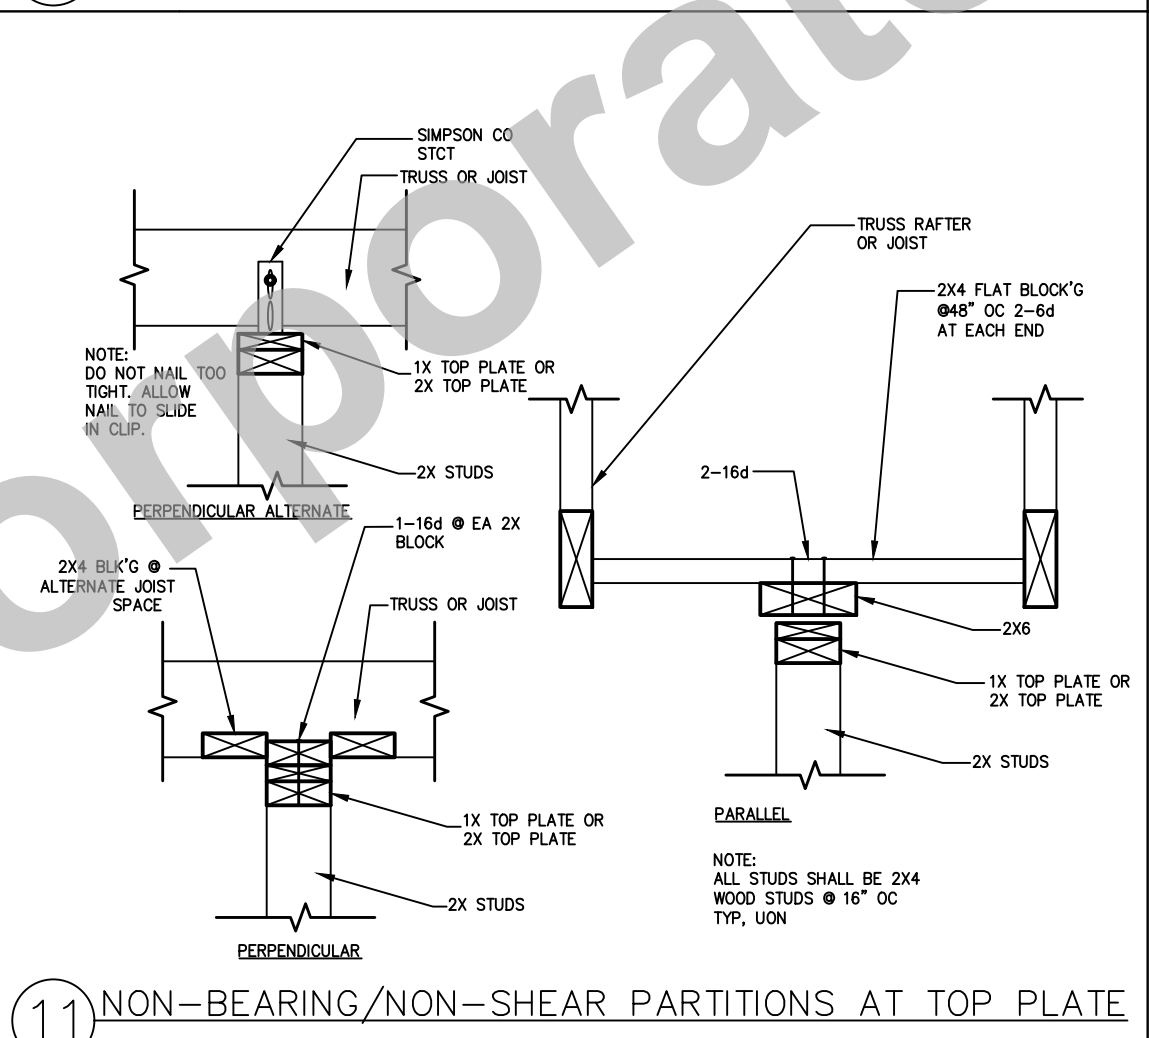 SIMPSON CO
STCT
TRUSS OR JOIST
NOTE:
DO NOT NAIL TOO
TIGHT. ALLOW
NAIL TO SLIDE
IN CLIP.
1X TOP PLATE OR
2X TOP PLATE
2X STUDS
PERPENDICULAR ALTERNATE
TRUSS RAFTER
OR JOIST
2X4 FLAT BLOCK'G
@48" OC 2-6d
AT EACH END
2-16d
2X6
1X TOP PLATE OR
2X TOP PLATE
2X STUDS
PARALLEL
NOTE:
ALL STUDS SHALL BE 2X4
WOOD STUDS @ 16" OC
TYP, UON
1-16d @ EA 2X
BLOCK
2X4 BLK'G @
ALTERNATE JOIST
SPACE
TRUSS OR JOIST
1X TOP PLATE OR
2X TOP PLATE
2X STUDS
PERPENDICULAR
11 NON-BEARING/NON-SHEAR PARTITIONS AT TOP PLATE
orporate